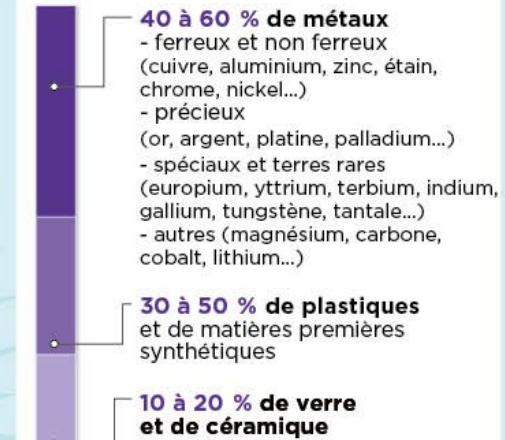 40 à 60 % de métaux
- ferreux et non ferreux
(cuivre, aluminium, zinc, étain,
chrome, nickel...)
- précieux
(or, argent, platine, palladium...)
- spéciaux et terres rares
(europium, yttrium, terbium, indium,
gallium, tungstène, tantale...)
- autres (magnésium, carbone,
cobalt, lithium...)
30 à 50 % de plastiques
et de matières premières
synthétiques
10 à 20 % de verre
et de céramique